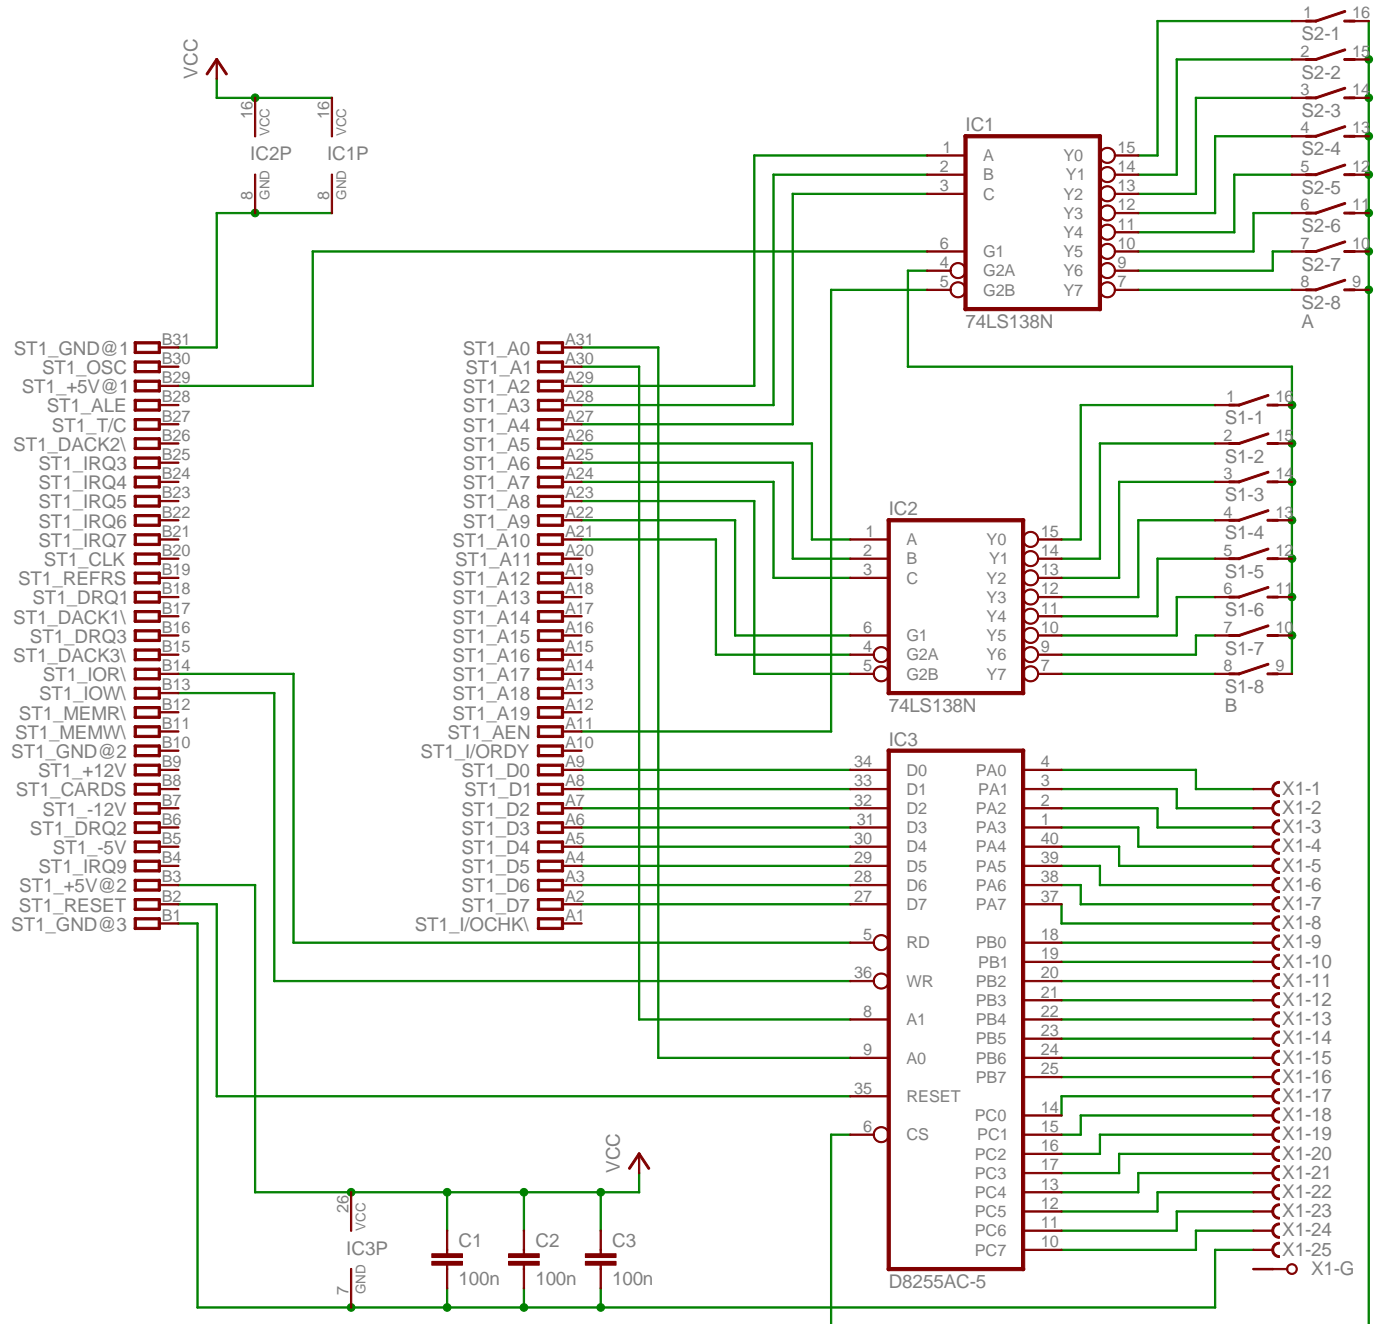 VCC
16 VCC
IC2P
8 GND
16 VCC
IC1P
8 GND
IC1
1 A
2 B
3 C
6 G1
4 G2A
5 G2B
Y0 15
Y1 14
Y2 13
Y3 12
Y4 11
Y5 10
Y6 9
Y7 7
74LS138N
1 16
S2-1
2 15
S2-2
3 14
S2-3
4 13
S2-4
5 12
S2-5
6 11
S2-6
7 10
S2-7
8 9
S2-8
A
ST1_GND@1 B31
ST1_OSC B30
ST1_+5V@1 B29
ST1_ALE B28
ST1_T/C B27
ST1_DACK2\ B26
ST1_IRQ3 B25
ST1_IRQ4 B24
ST1_IRQ5 B23
ST1_IRQ6 B22
ST1_IRQ7 B21
ST1_CLK B20
ST1_REFRS B19
ST1_DRQ1 B18
ST1_DACK1\ B17
ST1_DRQ3 B16
ST1_DACK3\ B15
ST1_IOR\ B14
ST1_IOW\ B13
ST1_MEMR\ B12
ST1_MEMW\ B11
ST1_GND@2 B10
ST1_+12V B9
ST1_CARDS B8
ST1_-12V B7
ST1_DRQ2 B6
ST1_-5V B5
ST1_IRQ9 B4
ST1_+5V@2 B3
ST1_RESET B2
ST1_GND@3 B1
ST1_A0 A31
ST1_A1 A30
ST1_A2 A29
ST1_A3 A28
ST1_A4 A27
ST1_A5 A26
ST1_A6 A25
ST1_A7 A24
ST1_A8 A23
ST1_A9 A22
ST1_A10 A21
ST1_A11 A20
ST1_A12 A19
ST1_A13 A18
ST1_A14 A17
ST1_A15 A16
ST1_A16 A15
ST1_A17 A14
ST1_A18 A13
ST1_A19 A12
ST1_AEN A11
ST1_I/ORDY A10
ST1_D0 A9
ST1_D1 A8
ST1_D2 A7
ST1_D3 A6
ST1_D4 A5
ST1_D5 A4
ST1_D6 A3
ST1_D7 A2
ST1_I/OCHK\ A1
IC2
1 A
2 B
3 C
6 G1
4 G2A
5 G2B
Y0 15
Y1 14
Y2 13
Y3 12
Y4 11
Y5 10
Y6 9
Y7 7
74LS138N
1 16
S1-1
2 15
S1-2
3 14
S1-3
4 13
S1-4
5 12
S1-5
6 11
S1-6
7 10
S1-7
8 9
S1-8
B
IC3
34 D0
33 D1
32 D2
31 D3
30 D4
29 D5
28 D6
27 D7
5 RD
36 WR
8 A1
9 A0
35 RESET
6 CS
PA0 4
PA1 3
PA2 2
PA3 1
PA4 40
PA5 39
PA6 38
PA7 37
PB0 18
PB1 19
PB2 20
PB3 21
PB4 22
PB5 23
PB6 24
PB7 25
PC0 14
PC1 15
PC2 16
PC3 17
PC4 13
PC5 12
PC6 11
PC7 10
D8255AC-5
X1-1
X1-2
X1-3
X1-4
X1-5
X1-6
X1-7
X1-8
X1-9
X1-10
X1-11
X1-12
X1-13
X1-14
X1-15
X1-16
X1-17
X1-18
X1-19
X1-20
X1-21
X1-22
X1-23
X1-24
X1-25
X1-G
VCC
26 VCC
IC3P
7 GND
C1
100n
C2
100n
C3
100n